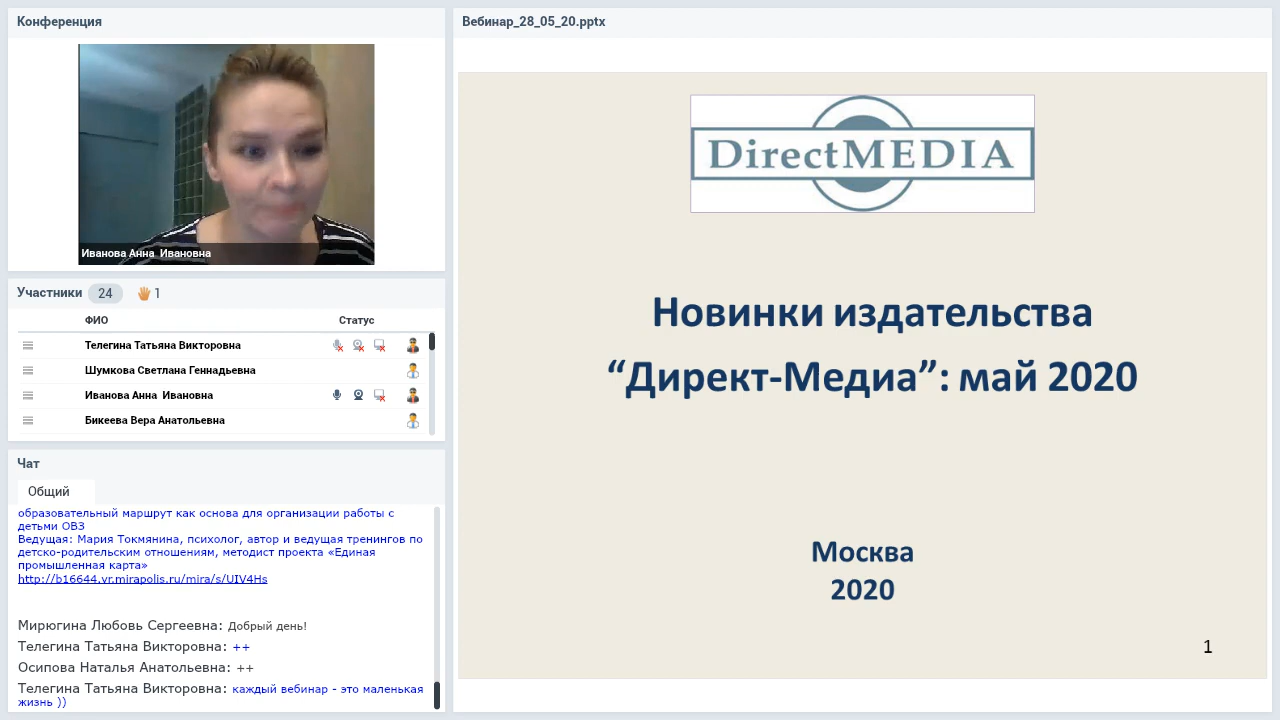 Конференция
Иванова Анна  Ивановна
Участники 24 1
ФИО Статус
Телегина Татьяна Викторовна
Шумкова Светлана Геннадьевна
Иванова Анна  Ивановна
Бикеева Вера Анатольевна
Чат
Общий
образовательный маршрут как основа для организации работы с
детьми ОВЗ
Ведущая: Мария Токмянина, психолог, автор и ведущая тренингов по
детско-родительским отношениям, методист проекта «Единая
промышленная карта»
http://b16644.vr.mirapolis.ru/mira/s/UIV4Hs
Мирюгина Любовь Сергеевна: Добрый день!
Телегина Татьяна Викторовна: ++
Осипова Наталья Анатольевна: ++
Телегина Татьяна Викторовна: каждый вебинар - это маленькая
жизнь ))
Вебинар_28_05_20.pptx
DirectMEDIA
Новинки издательства
“Директ-Медиа”: май 2020
Москва
2020
1